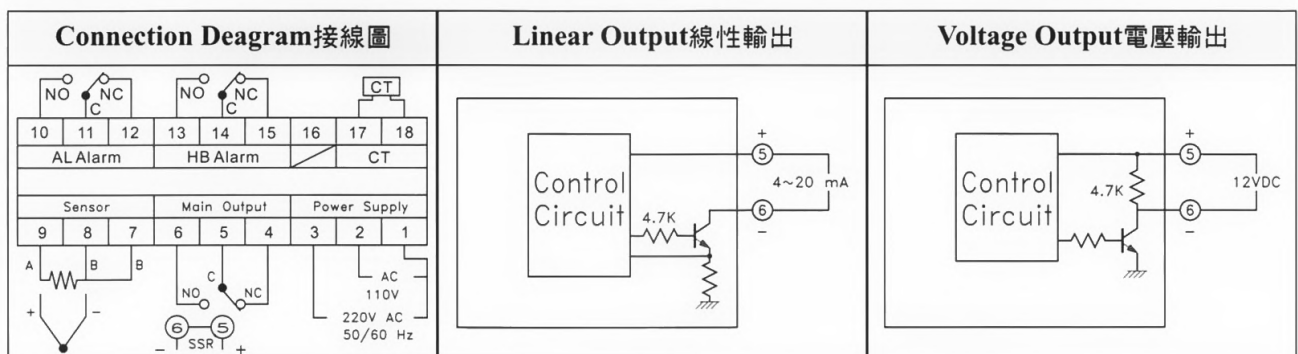 Connection Deagram接線圖
Linear Output線性輸出
Voltage Output電壓輸出
NO NC NO NC CT
C C
10 11 12 13 14 15 16 17 18
AL Alarm HB Alarm CT
Sensor Main Output Power Supply
9 8 7 6 5 4 3 2 1
A B B
C
NO NC
AC
110V
220V AC
50/60 Hz
+ -
6 5
- SSR +
Control
Circuit
4.7K
+
5
4~20 mA
6
-
Control
Circuit
4.7K
+
5
12VDC
6
-